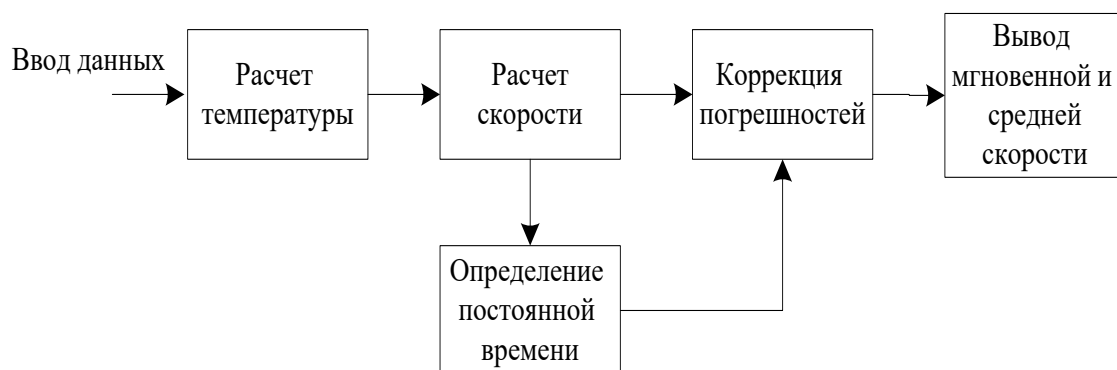 Ввод данных
Расчет
температуры
Расчет
скорости
Коррекция
погрешностей
Вывод
мгновенной и
средней
скорости
Определение
постоянной
времени